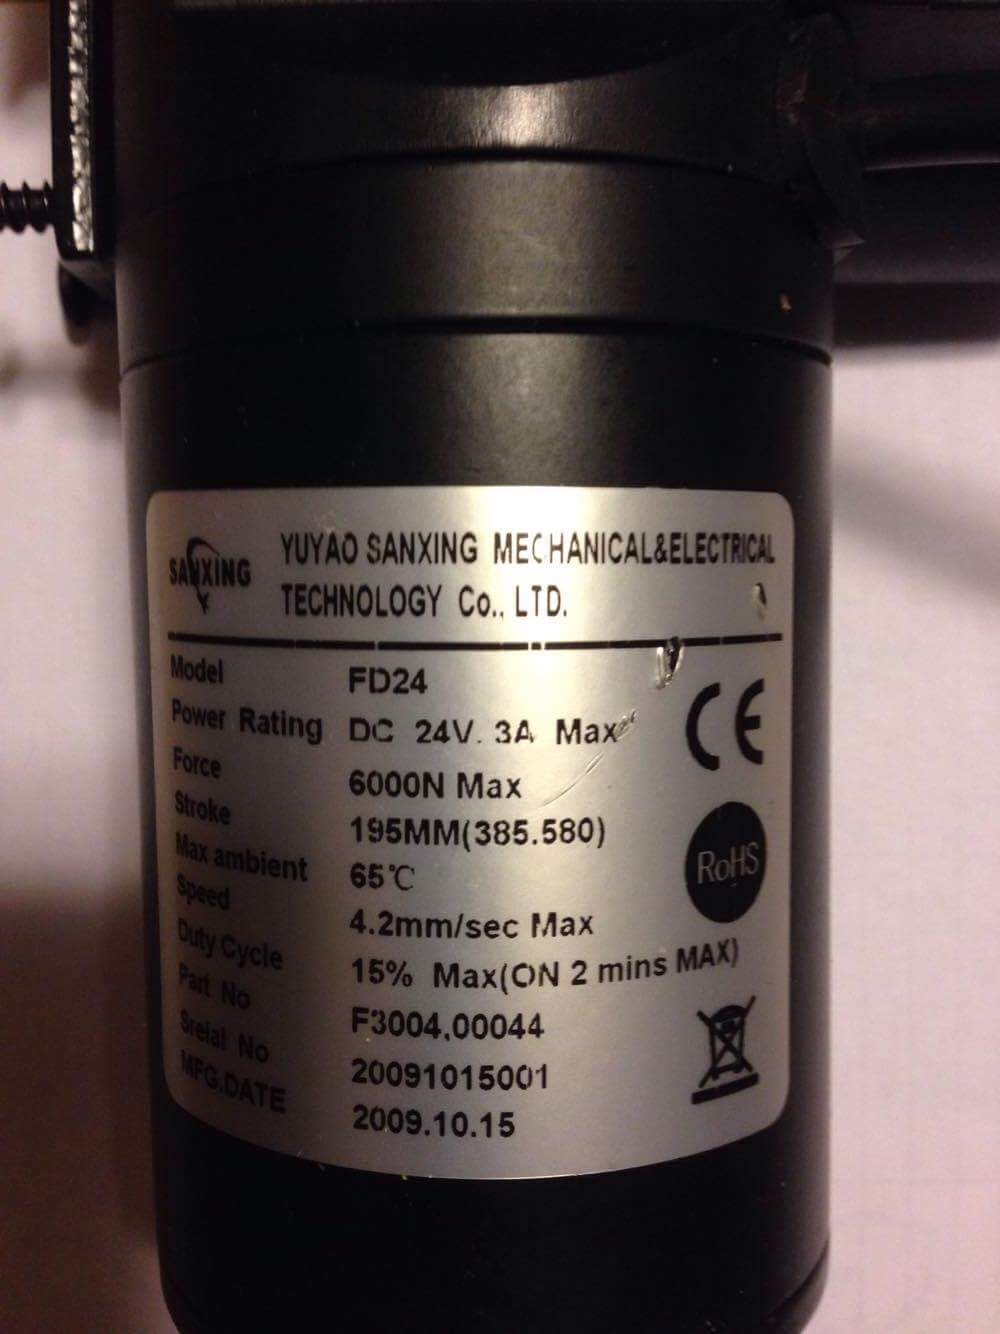 SANXING
YUYAO SANXING MECHANICAL&ELECTRICAL
TECHNOLOGY Co., LTD.
Model FD24
Power Rating DC 24V. 3A Max
Force 6000N Max
Stroke 195MM(385.580)
Max ambient 65℃
Speed 4.2mm/sec Max
Duty Cycle 15% Max(ON 2 mins MAX)
Part No F3004.00044
Sreial No 20091015001
MFG.DATE 2009.10.15
CE
RoHS